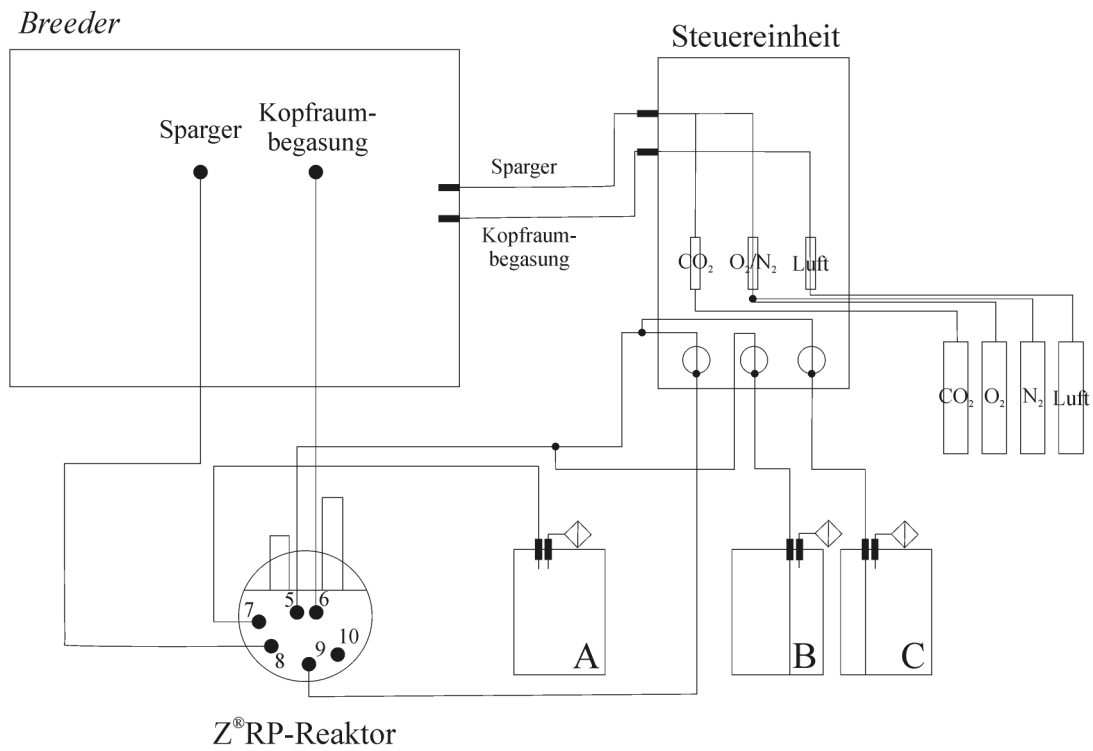 Breeder
Steuereinheit
Sparger
Kopfraum-
begasung
Sparger
Kopfraum-
begasung
CO₂
O₂/N₂
Luft
CO₂
O₂
N₂
Luft
5
6
7
8
9
10
A
B
C
Z®RP-Reaktor